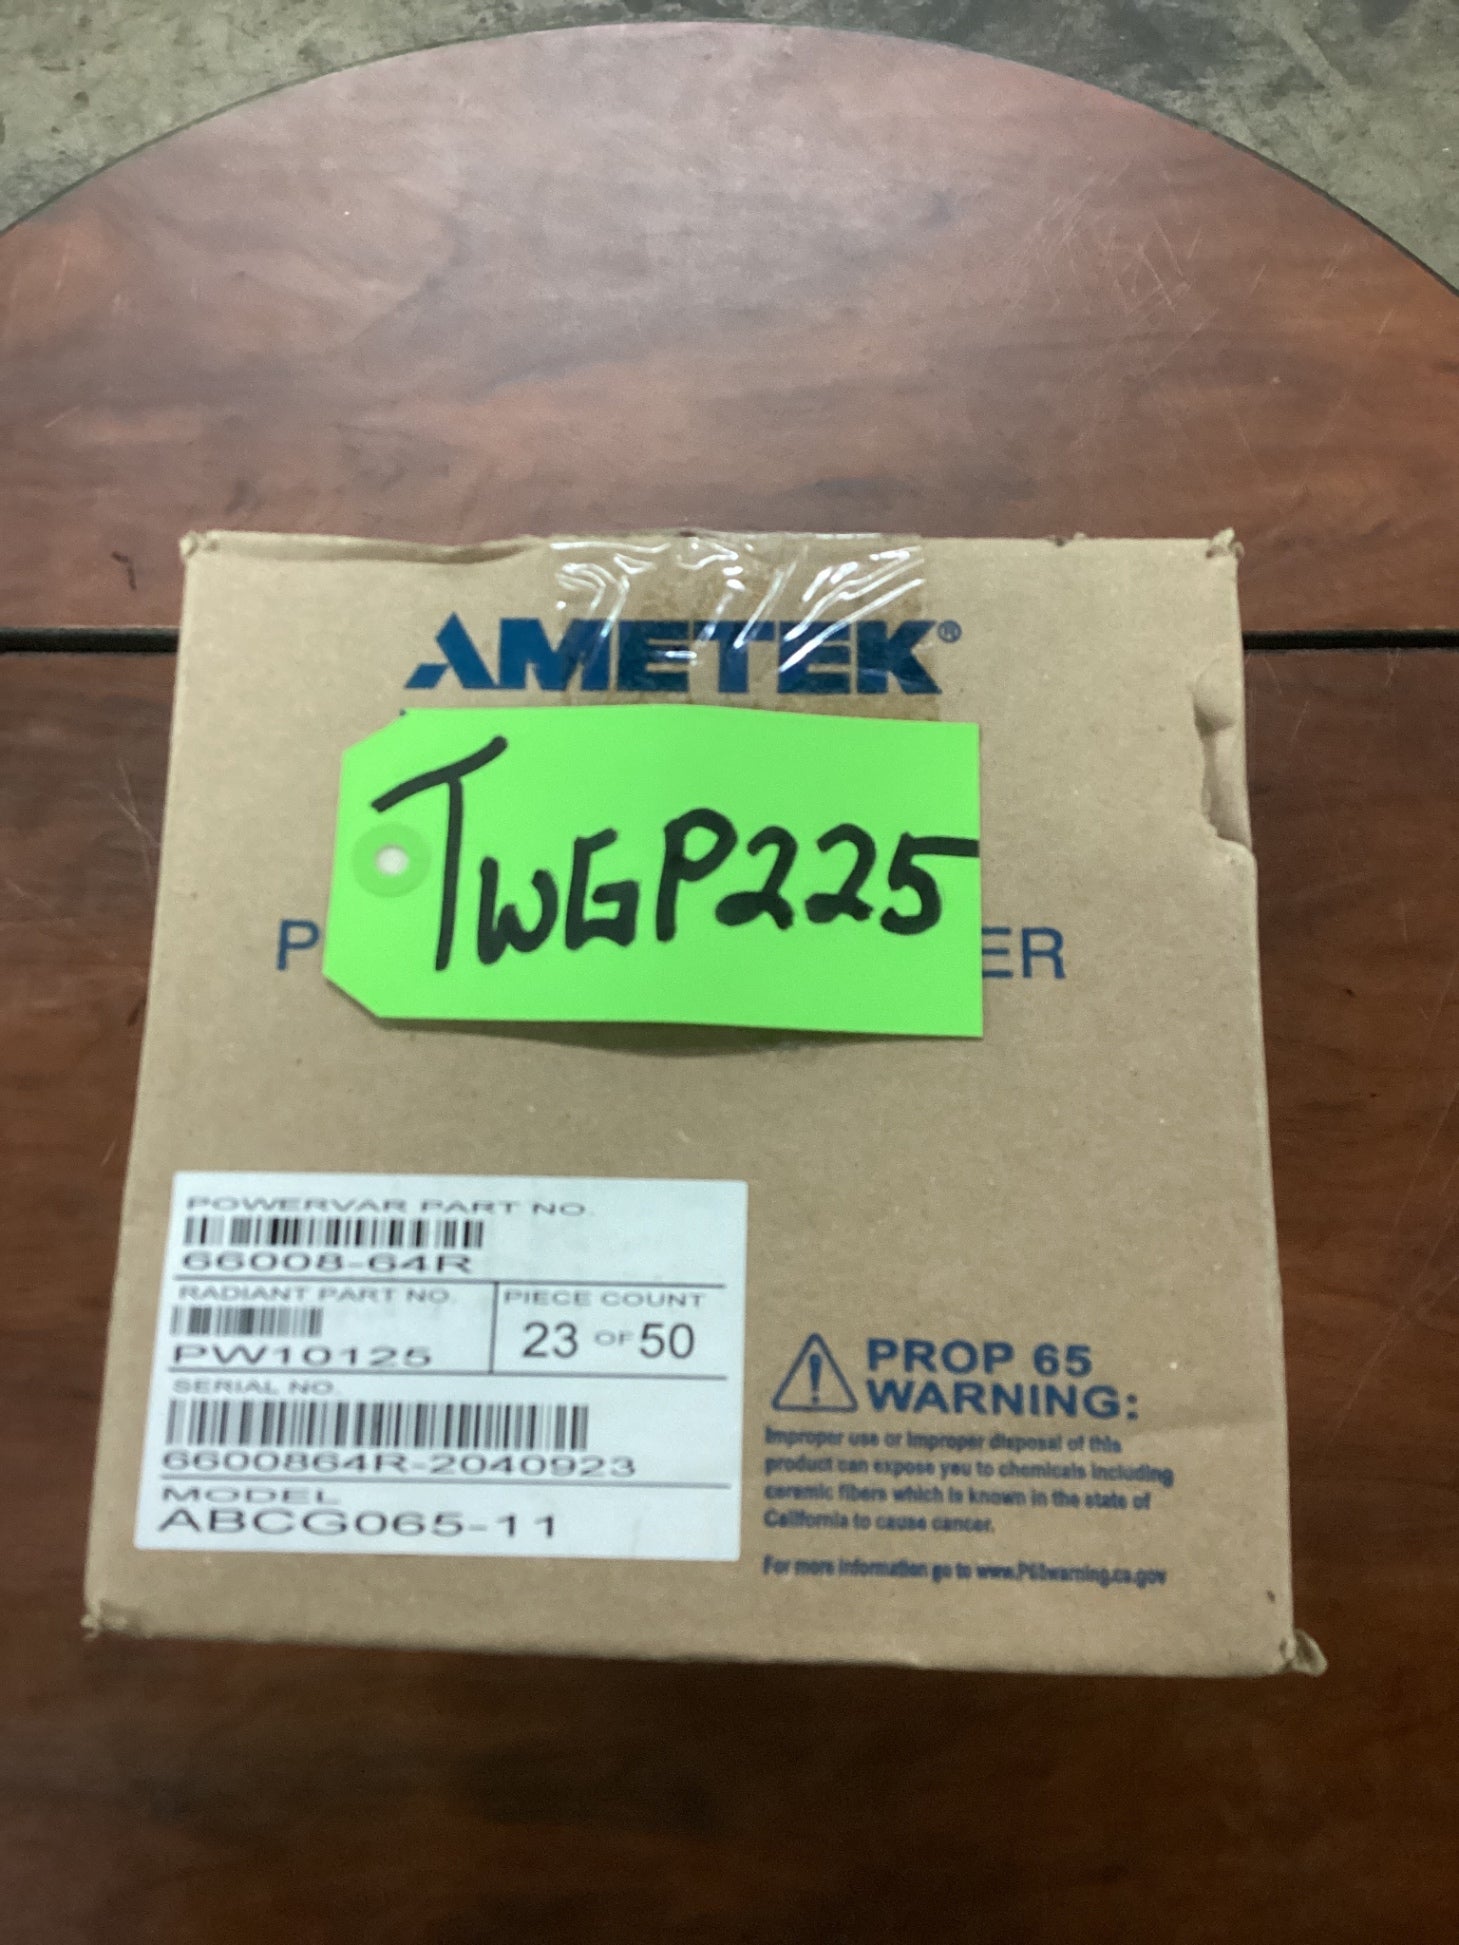 AMETEK®
TWGP225
P ER
POWERVAR PART NO.
66008-64R
RADIANT PART NO.
PW10125
PIECE COUNT
23 OF 50
SERIAL NO.
6600864R-2040923
MODEL
ABCG065-11
PROP 65
WARNING:
Improper use or improper disposal of this
product can expose you to chemicals including
ceramic fibers which is known in the state of
California to cause cancer.
For more information go to www.P65warning.ca.gov